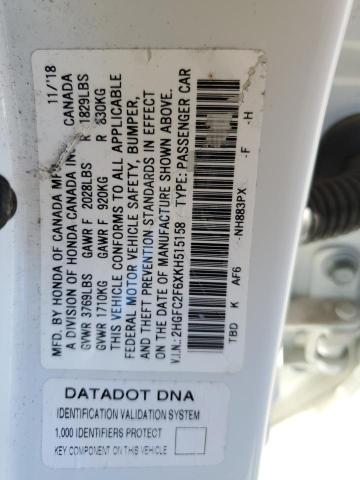 MFD. BY HONDA OF CANADA MFG.
11/'18
A DIVISION OF HONDA CANADA INC.
CANADA
GVWR 3769LBS GAWR F 2028LBS R 1829LBS
GVWR 1710KG GAWR F 920KG R 830KG
THIS VEHICLE CONFORMS TO ALL APPLICABLE
FEDERAL MOTOR VEHICLE SAFETY, BUMPER,
AND THEFT PREVENTION STANDARDS IN EFFECT
ON THE DATE OF MANUFACTURE SHOWN ABOVE.
V.I.N.: 2HGFC2F6XKH515158 TYPE: PASSENGER CAR
NH883PX -F -H
TBD K AF6
DATADOT DNA
IDENTIFICATION VALIDATION SYSTEM
1,000 IDENTIFIERS PROTECT
KEY COMPONENT ON THIS VEHICLE